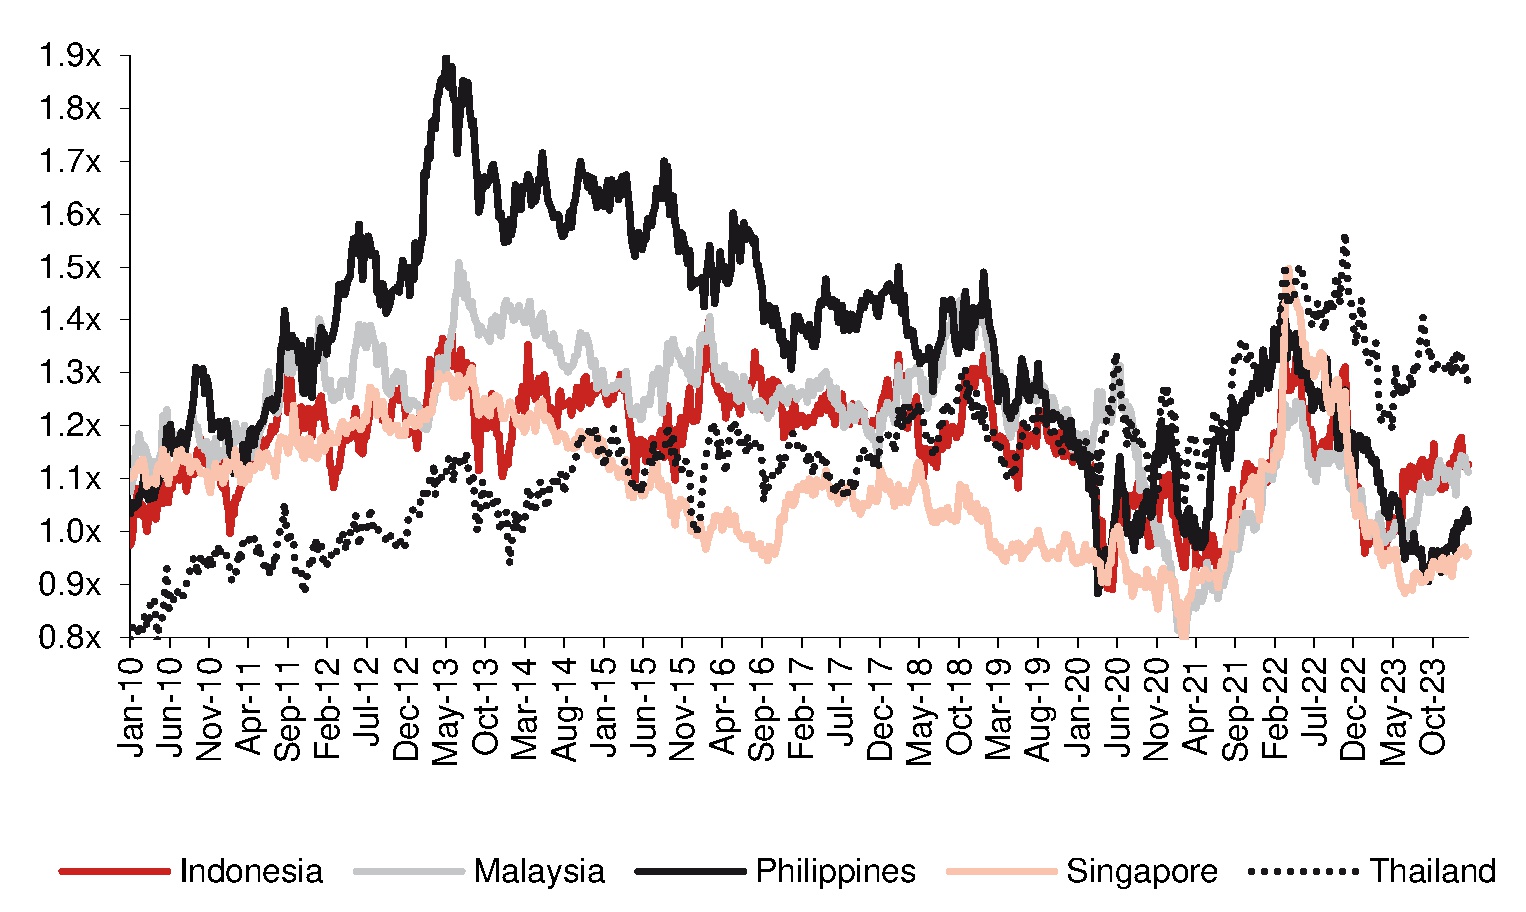 1.9x
1.8x
1.7x
1.6x
1.5x
1.4x
1.3x
1.2x
1.1x
1.0x
0.9x
0.8x
Jan-10
Jun-10
Nov-10
Apr-11
Sep-11
Feb-12
Jul-12
Dec-12
May-13
Oct-13
Mar-14
Aug-14
Jan-15
Jun-15
Nov-15
Apr-16
Sep-16
Feb-17
Jul-17
Dec-17
May-18
Oct-18
Mar-19
Aug-19
Jan-20
Jun-20
Nov-20
Apr-21
Sep-21
Feb-22
Jul-22
Dec-22
May-23
Oct-23
Indonesia Malaysia Philippines Singapore Thailand